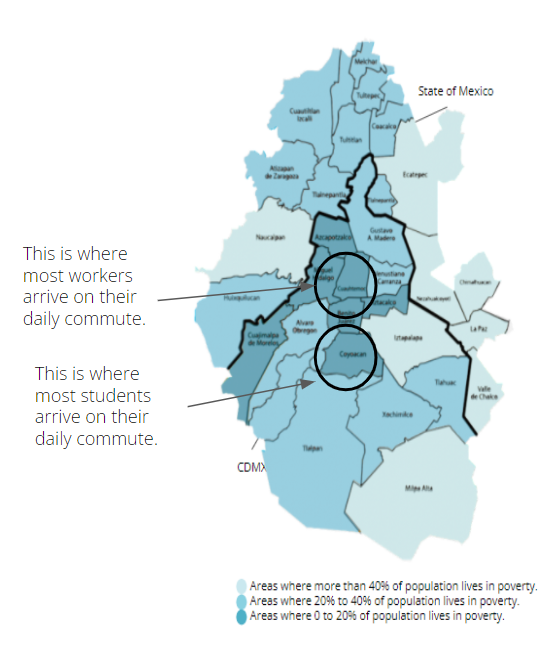 Melchor
Tultepec
State of Mexico
Cuautitlan
Izcalli
Coacalco
Tultitlan
Atizapan
de Zaragoza
Ecatepec
Tlalnepantla
Tlalnepantla
Gustavo
A. Madero
Naucalpan
Azcapotzalco
Miguel
Hidalgo
Venustiano
Carranza
Cuauhtemoc
Chimalhuacan
This is where
most workers
arrive on their
daily commute.
Huixquilucan
Iztacalco
Nezahualcoyotl
Benito
La Paz
Alvaro
Obregon
Cuajimalpa
de Morelos
Iztapalapa
Coyoacan
This is where
most students
arrive on their
daily commute.
Tlahuac
Valle
de Chalco
Xochimilco
Tlalpan
CDMX
Milpa Alta
Areas where more than 40% of population lives in poverty.
Areas where 20% to 40% of population lives in poverty.
Areas where 0 to 20% of population lives in poverty.